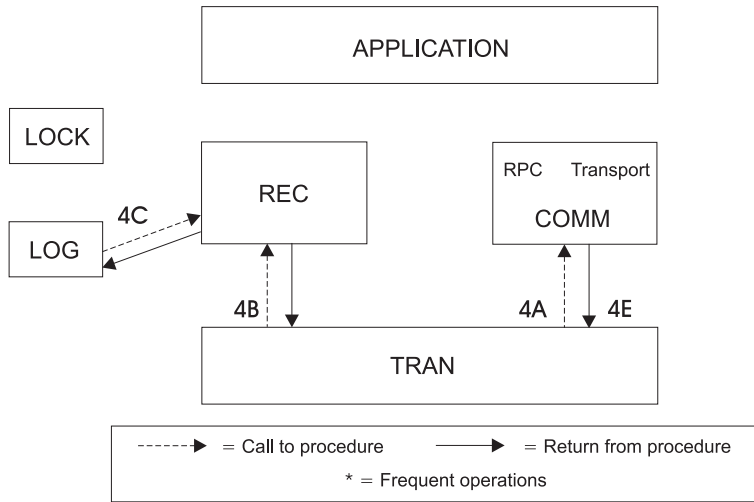 APPLICATION
LOCK
RPC Transport
REC
COMM
4C
LOG
4B
4A
4E
TRAN
= Call to procedure
= Return from procedure
* = Frequent operations